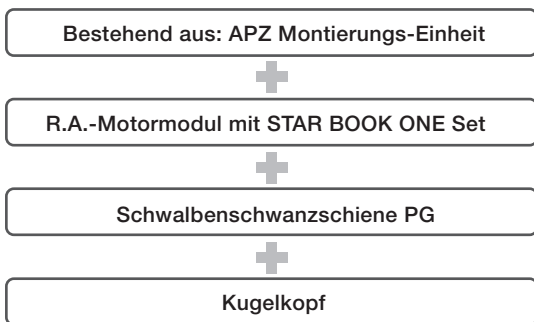 Bestehend aus: APZ Montierungs-Einheit
R.A.-Motormodul mit STAR BOOK ONE Set
Schwalbenschwanzschiene PG
Kugelkopf